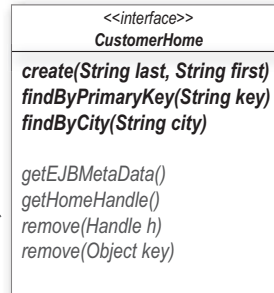 <<interface>>
CustomerHome
create(String last, String first)
findByPrimaryKey(String key)
findByCity(String city)
getEJBMetaData()
getHomeHandle()
remove(Handle h)
remove(Object key)